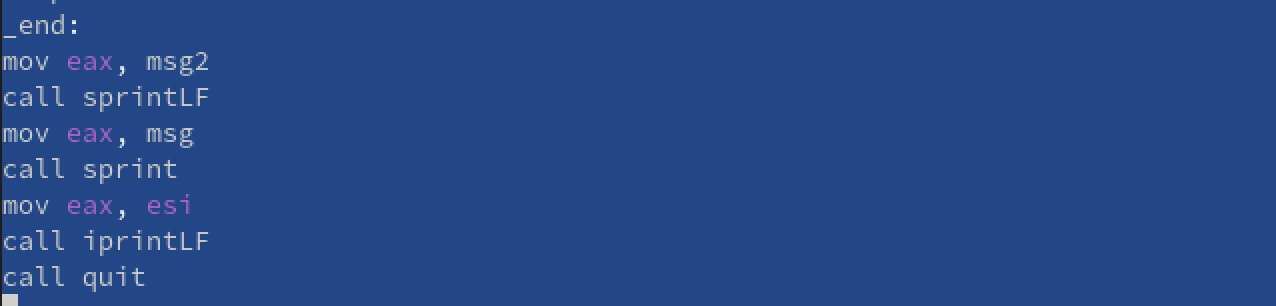 _end:
mov eax, msg2
call sprintLF
mov eax, msg
call sprint
mov eax, esi
call iprintLF
call quit